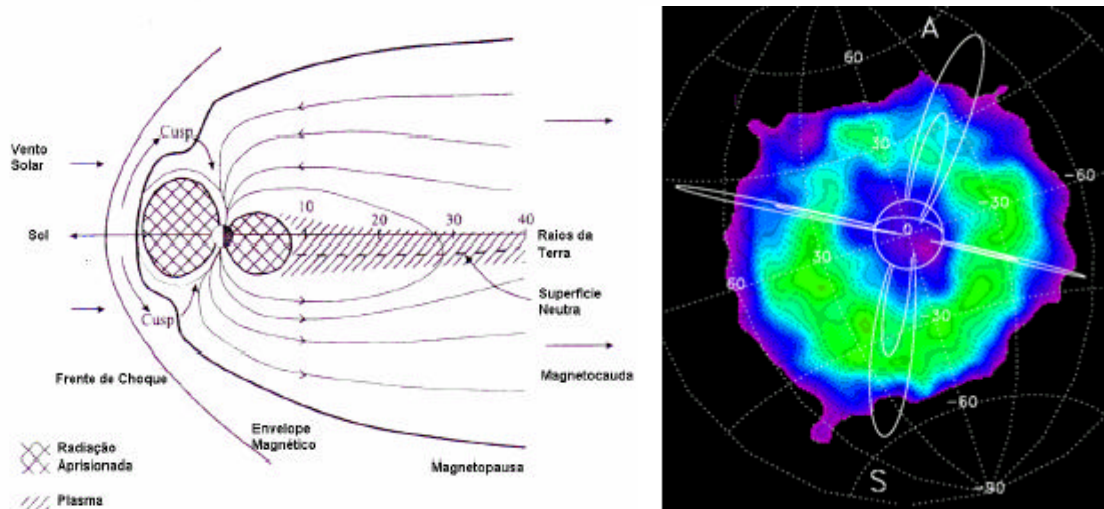 Cusp
Vento
Solar
10
20
30
40
Sol
Raios da
Terra
Superfície
Neutra
Cusp
Frente de Choque
Magnetocauda
Envelope
Magnético
Radiação
Aprisionada
Magnetopausa
Plasma
A
60
30
-60
-30
0
30
60
30
-30
60
-60
S
-90